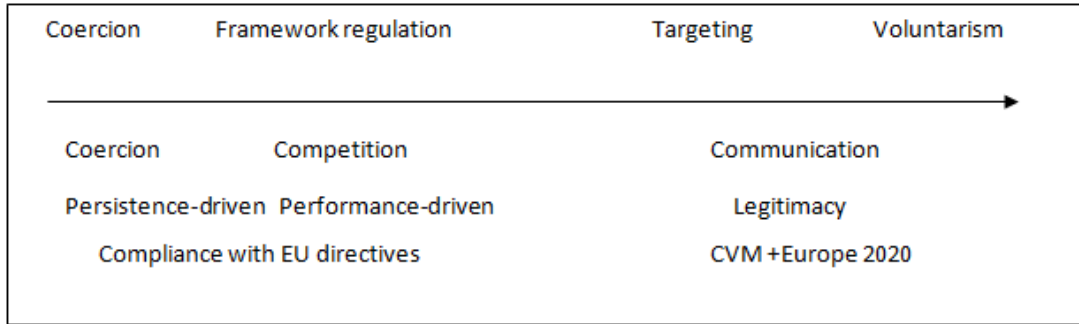 Coercion Framework regulation Targeting Voluntarism
Coercion Competition Communication
Persistence-driven Performance-driven Legitimacy
Compliance with EU directives CVM +Europe 2020